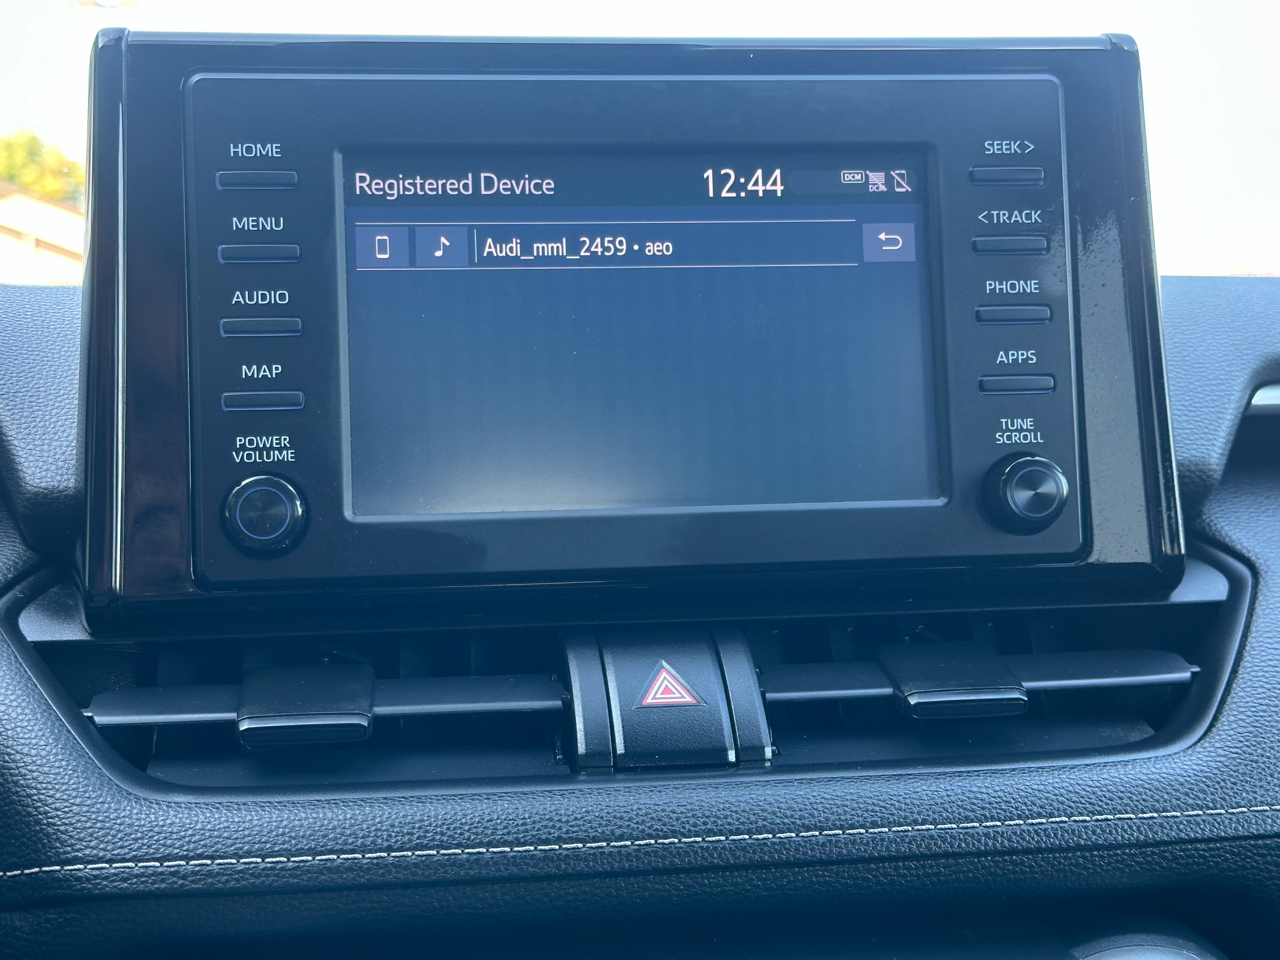 HOME
MENU
AUDIO
MAP
POWER
VOLUME
Registered Device
12:44
DCM
DCM
Audi_mml_2459 • aeo
SEEK >
< TRACK
PHONE
APPS
TUNE
SCROLL